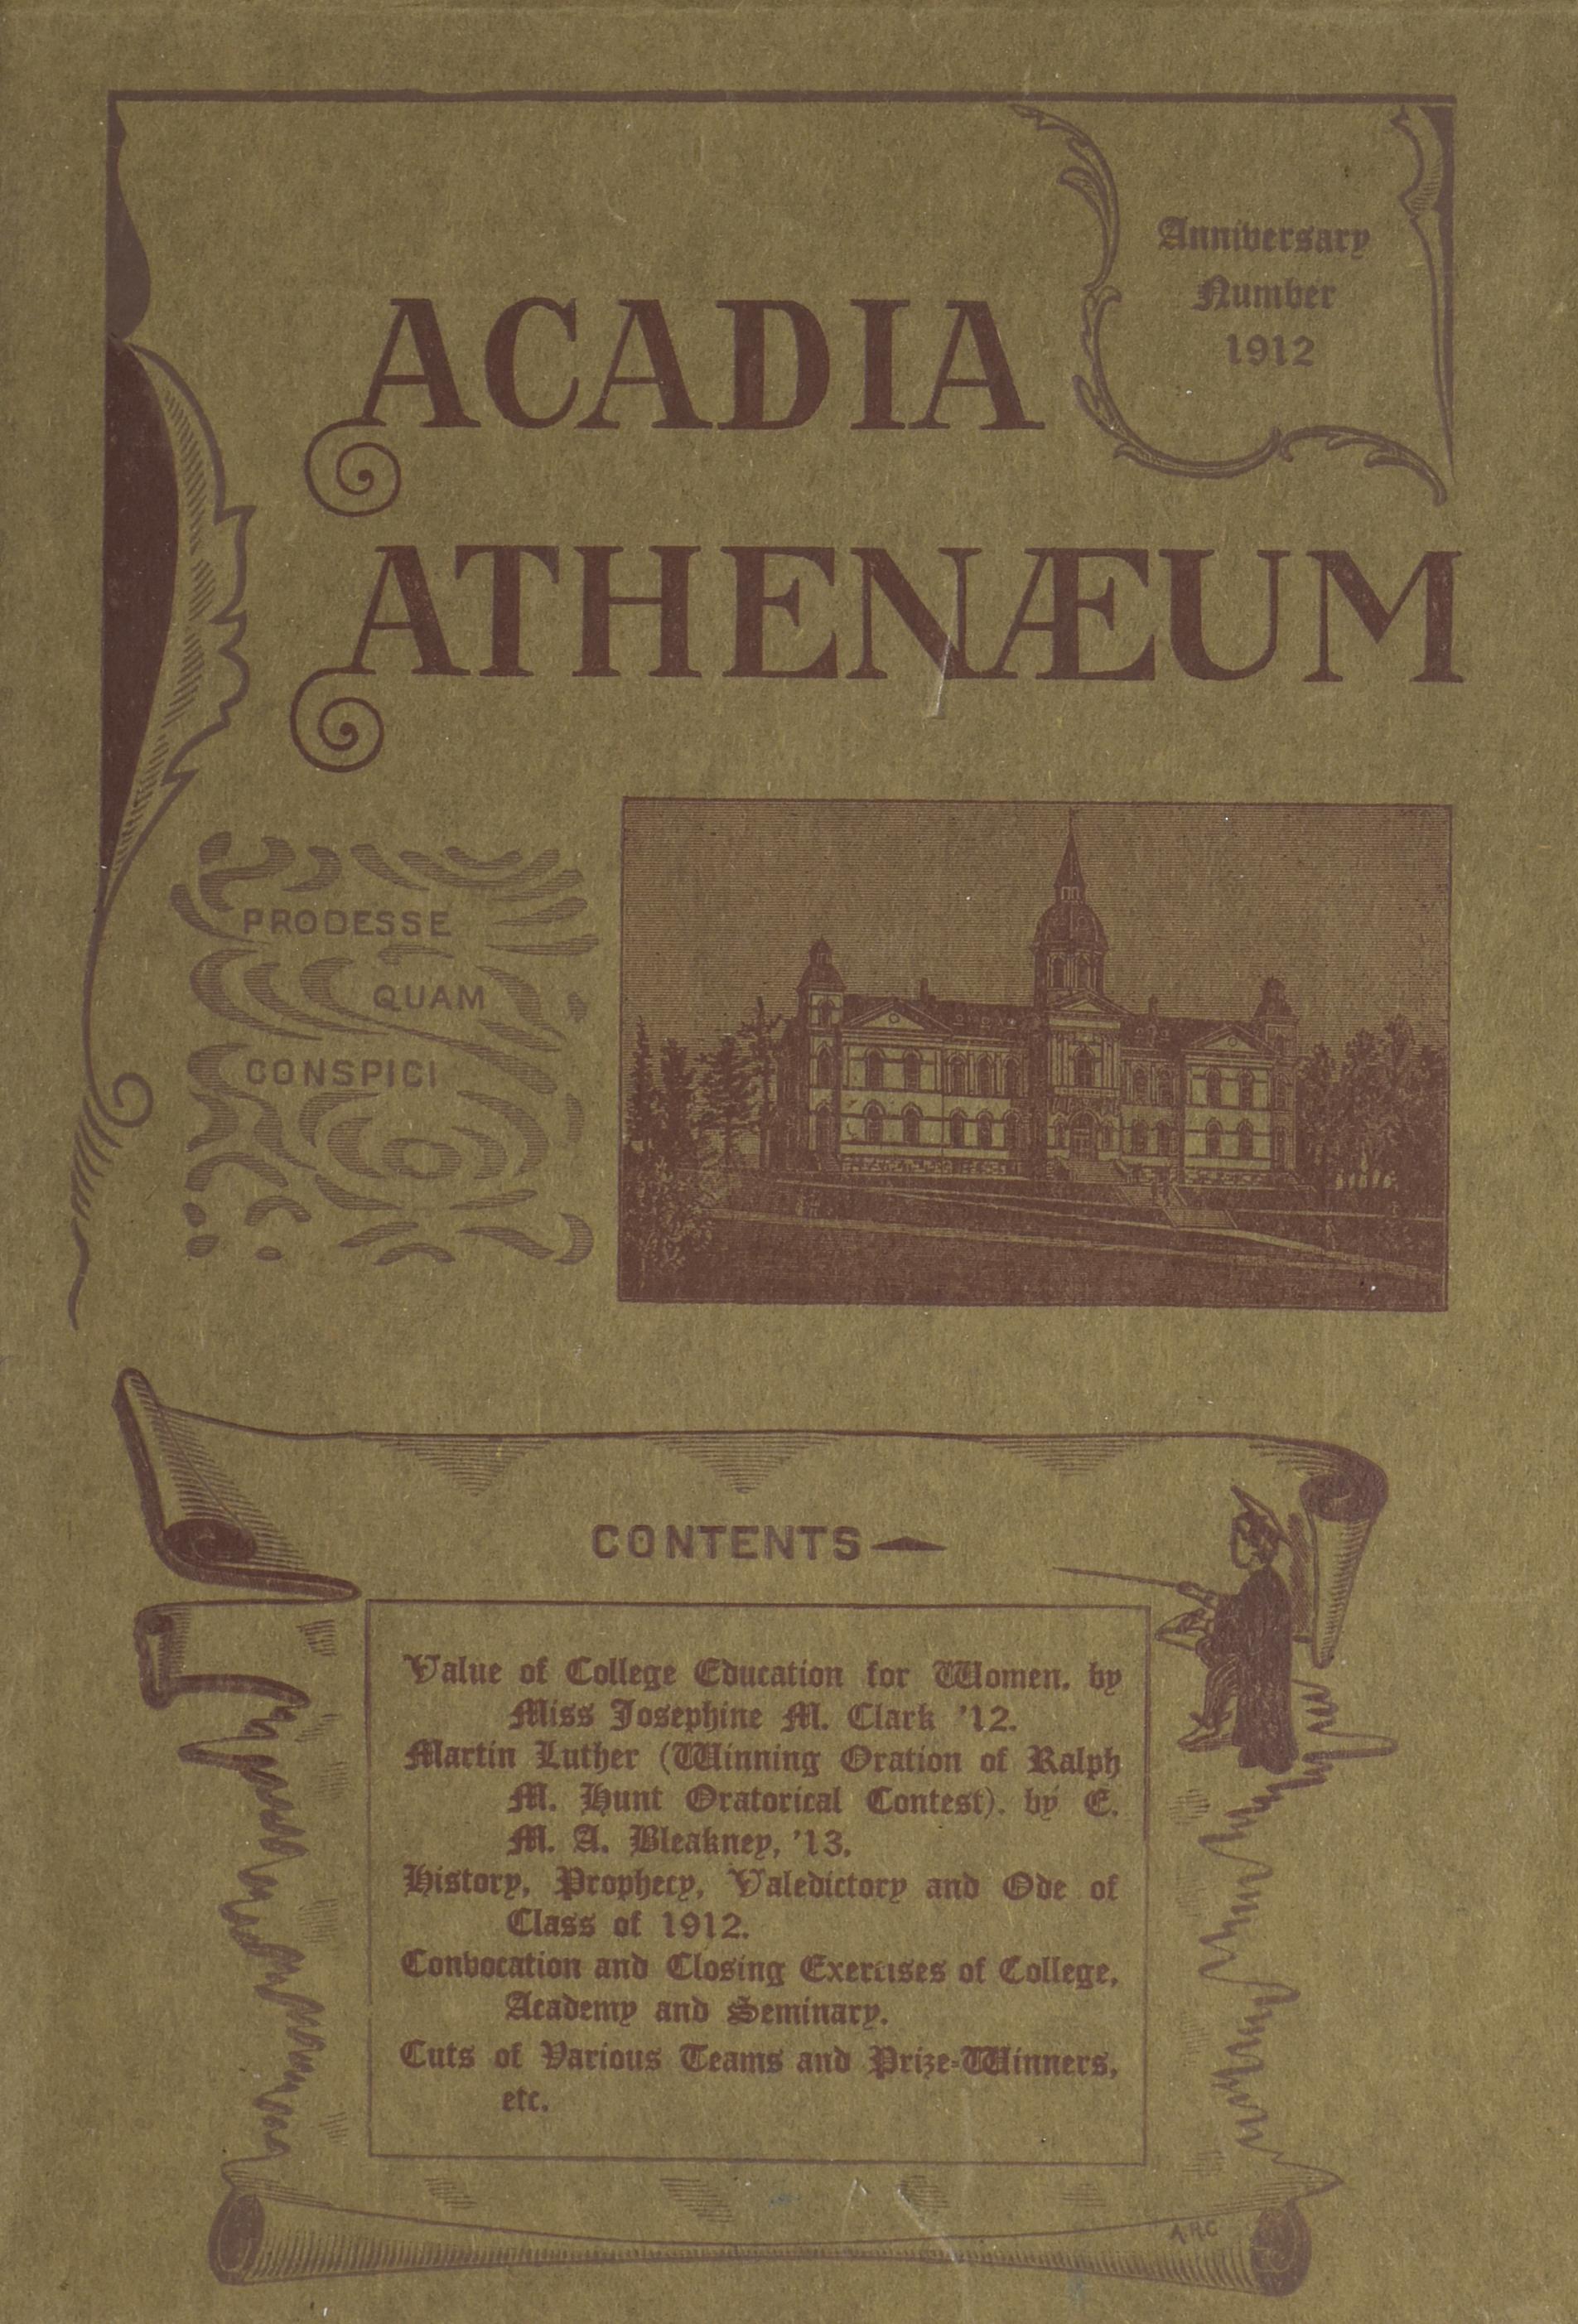 Anniversary
Number
1912
ACADIA
ATHENÆUM
PRODESSE
QUAM
CONSPICI
CONTENTS
Value of College Education for Women, by
Miss Josephine M. Clark '12.
Martin Luther (Winning Oration of Ralph
M. Hunt Oratorical Contest), by E.
M. A. Bleakney, '13.
History, Prophecy, Valedictory and Ode of
Class of 1912.
Convocation and Closing Exercises of College,
Academy and Seminary.
Cuts of Various Teams and Prize-Winners,
etc.